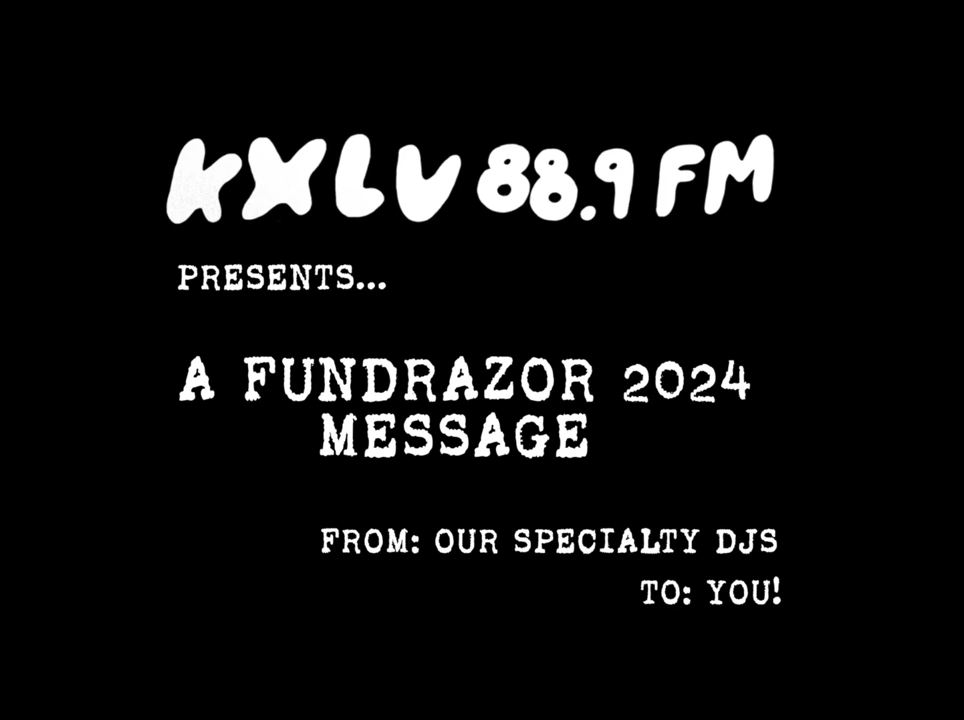 KXLU 88.9 FM
PRESENTS...
A FUNDRAZOR 2024
MESSAGE
FROM: OUR SPECIALTY DJS
TO: YOU!